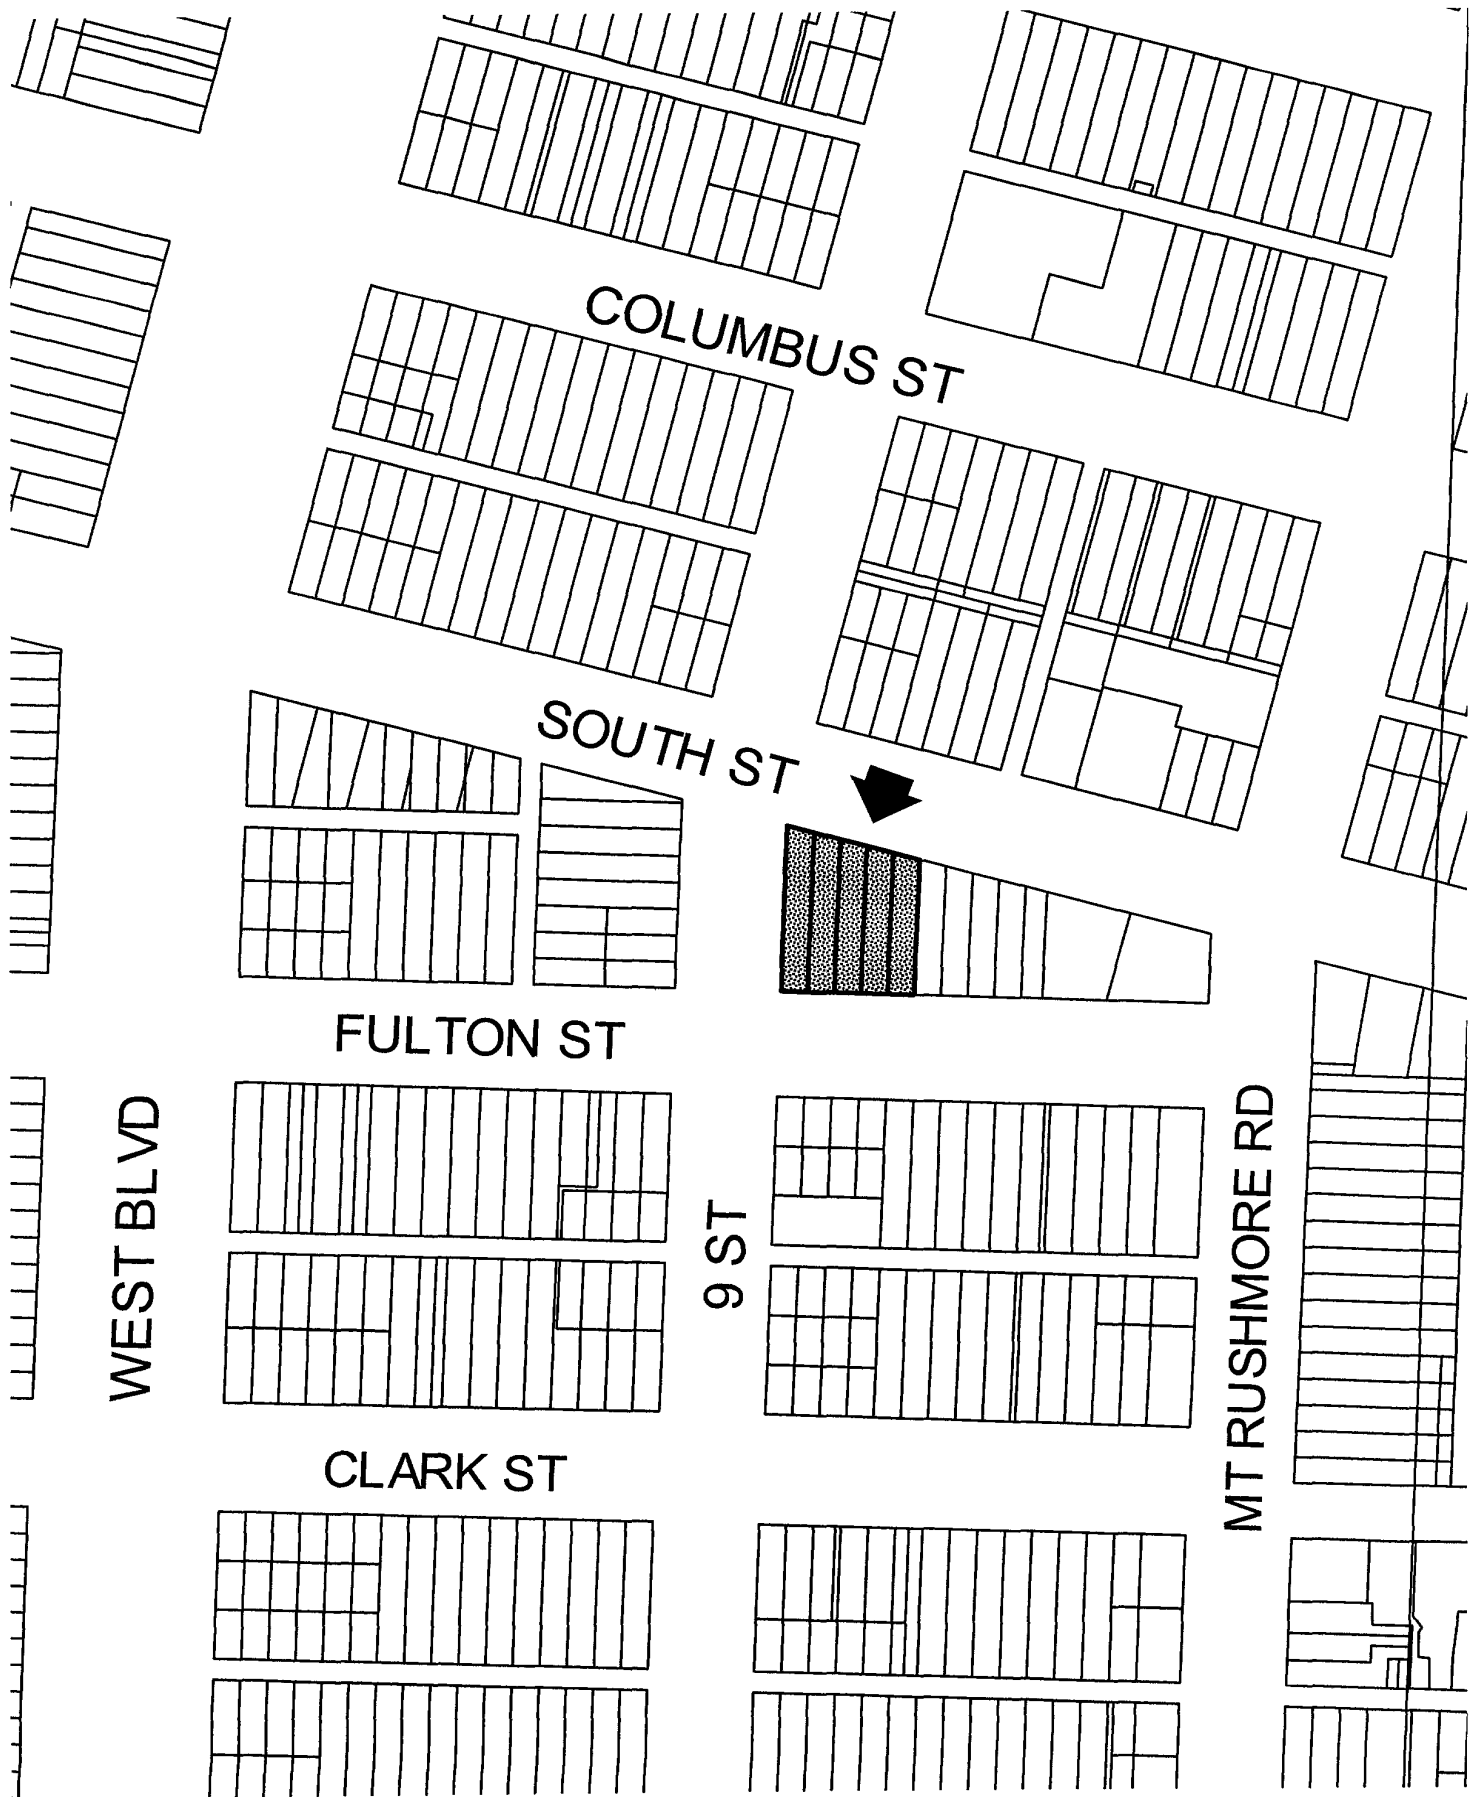 COLUMBUS ST
SOUTH ST
FULTON ST
WEST BLVD
9 ST
MT RUSHMORE RD
CLARK ST